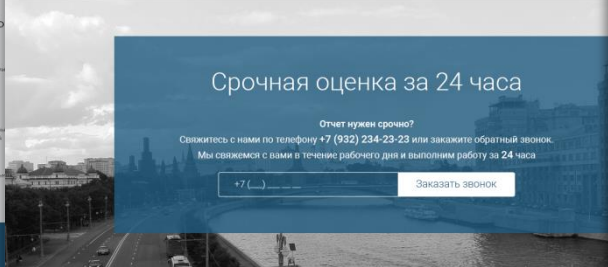 Срочная оценка за 24 часа
Отчет нужен срочно?
Свяжитесь с нами по телефону +7 (932) 234-23-23 или закажите обратный звонок.
Мы свяжемся с вами в течение рабочего дня и выполним работу за 24 часа
+7 (___) ___ __ __ Заказать звонок